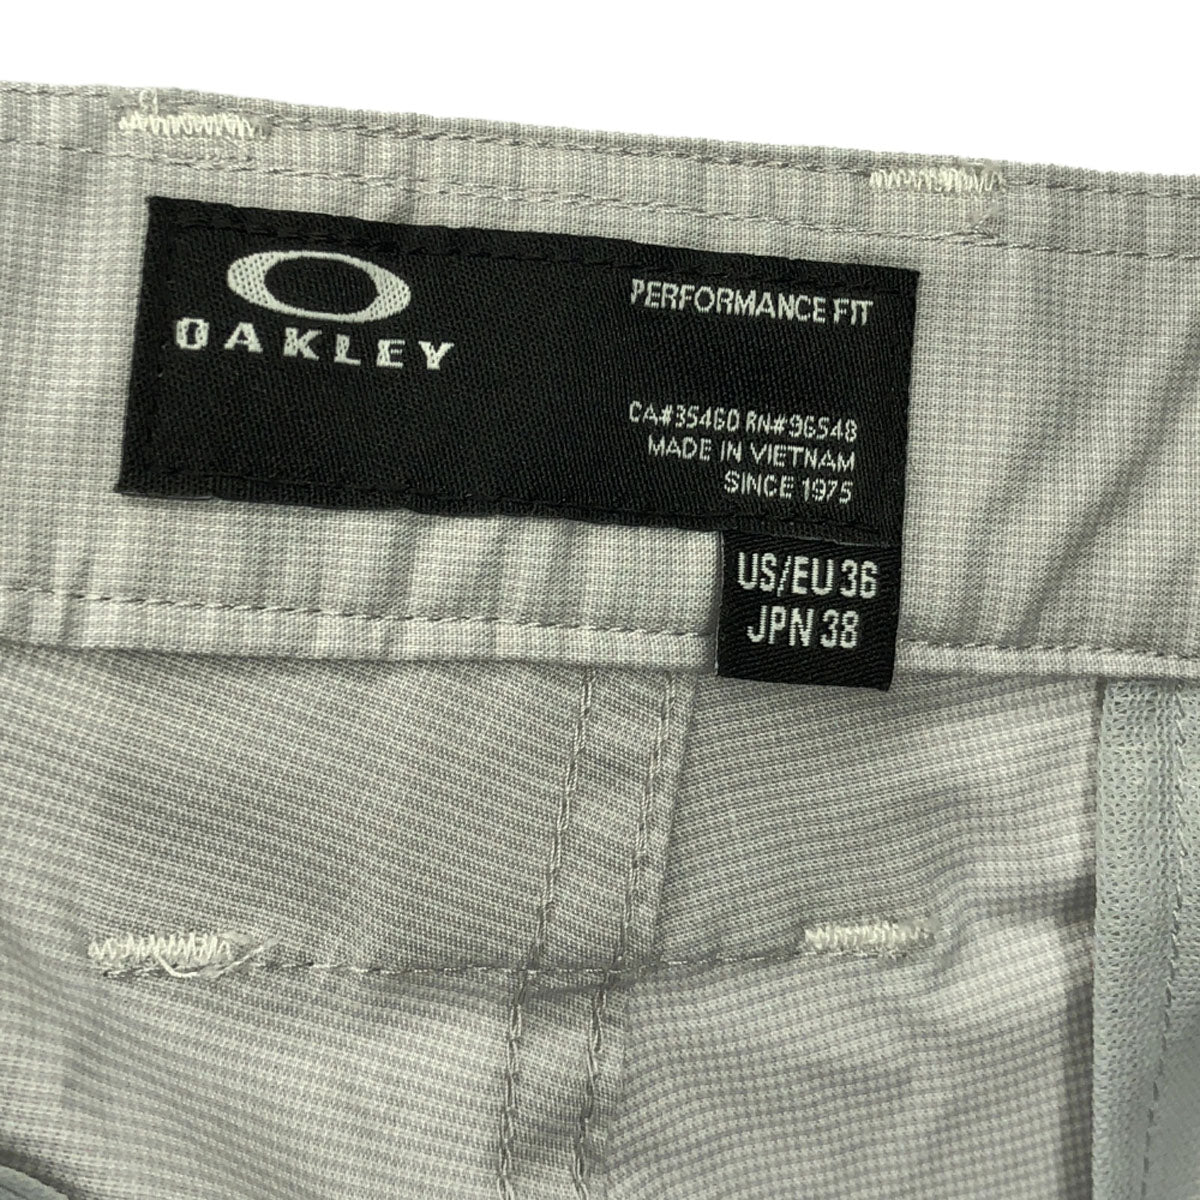 OAKLEY
PERFORMANCE FIT
CA#35460 RN#96548
MADE IN VIETNAM
SINCE 1975
US/EU 36
JPN 38